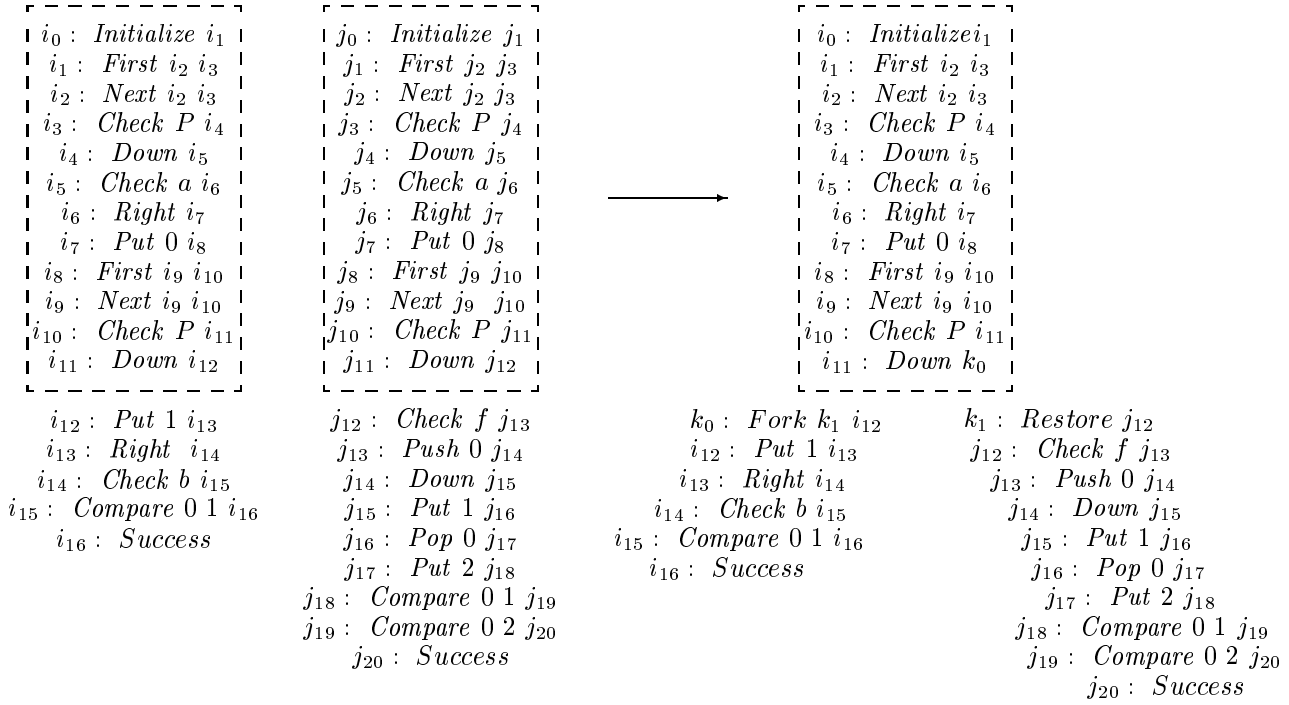 i₀ : Initialize i₁
i₁ : First i₂ i₃
i₂ : Next i₂ i₃
i₃ : Check P i₄
i₄ : Down i₅
i₅ : Check a i₆
i₆ : Right i₇
i₇ : Put 0 i₈
i₈ : First i₉ i₁₀
i₉ : Next i₉ i₁₀
i₁₀ : Check P i₁₁
i₁₁ : Down i₁₂
i₁₂ : Put 1 i₁₃
i₁₃ : Right i₁₄
i₁₄ : Check b i₁₅
i₁₅ : Compare 0 1 i₁₆
i₁₆ : Success
j₀ : Initialize j₁
j₁ : First j₂ j₃
j₂ : Next j₂ j₃
j₃ : Check P j₄
j₄ : Down j₅
j₅ : Check a j₆
j₆ : Right j₇
j₇ : Put 0 j₈
j₈ : First j₉ j₁₀
j₉ : Next j₉ j₁₀
j₁₀ : Check P j₁₁
j₁₁ : Down j₁₂
j₁₂ : Check f j₁₃
j₁₃ : Push 0 j₁₄
j₁₄ : Down j₁₅
j₁₅ : Put 1 j₁₆
j₁₆ : Pop 0 j₁₇
j₁₇ : Put 2 j₁₈
j₁₈ : Compare 0 1 j₁₉
j₁₉ : Compare 0 2 j₂₀
j₂₀ : Success
i₀ : Initializei₁
i₁ : First i₂ i₃
i₂ : Next i₂ i₃
i₃ : Check P i₄
i₄ : Down i₅
i₅ : Check a i₆
i₆ : Right i₇
i₇ : Put 0 i₈
i₈ : First i₉ i₁₀
i₉ : Next i₉ i₁₀
i₁₀ : Check P i₁₁
i₁₁ : Down k₀
k₀ : Fork k₁ i₁₂
i₁₂ : Put 1 i₁₃
i₁₃ : Right i₁₄
i₁₄ : Check b i₁₅
i₁₅ : Compare 0 1 i₁₆
i₁₆ : Success
k₁ : Restore j₁₂
j₁₂ : Check f j₁₃
j₁₃ : Push 0 j₁₄
j₁₄ : Down j₁₅
j₁₅ : Put 1 j₁₆
j₁₆ : Pop 0 j₁₇
j₁₇ : Put 2 j₁₈
j₁₈ : Compare 0 1 j₁₉
j₁₉ : Compare 0 2 j₂₀
j₂₀ : Success